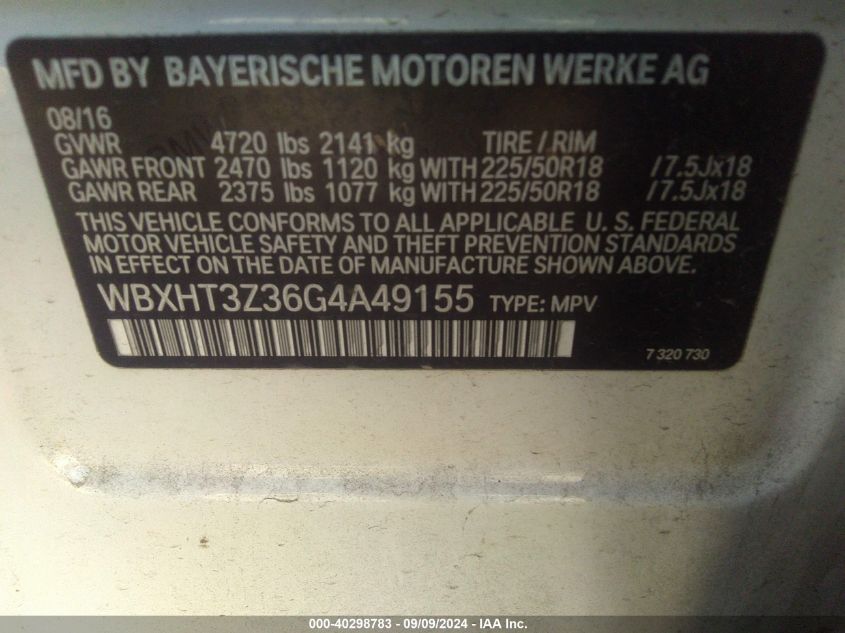 MFD BY BAYERISCHE MOTOREN WERKE AG
08/16
GVWR 4720 lbs 2141 kg TIRE / RIM
GAWR FRONT 2470 lbs 1120 kg WITH 225/50R18 /7.5Jx18
GAWR REAR 2375 lbs 1077 kg WITH 225/50R18 /7.5Jx18
THIS VEHICLE CONFORMS TO ALL APPLICABLE U. S. FEDERAL
MOTOR VEHICLE SAFETY AND THEFT PREVENTION STANDARDS
IN EFFECT ON THE DATE OF MANUFACTURE SHOWN ABOVE.
WBXHT3Z36G4A49155 TYPE: MPV
7 320 730
000-40298783 - 09/09/2024 - IAA Inc.